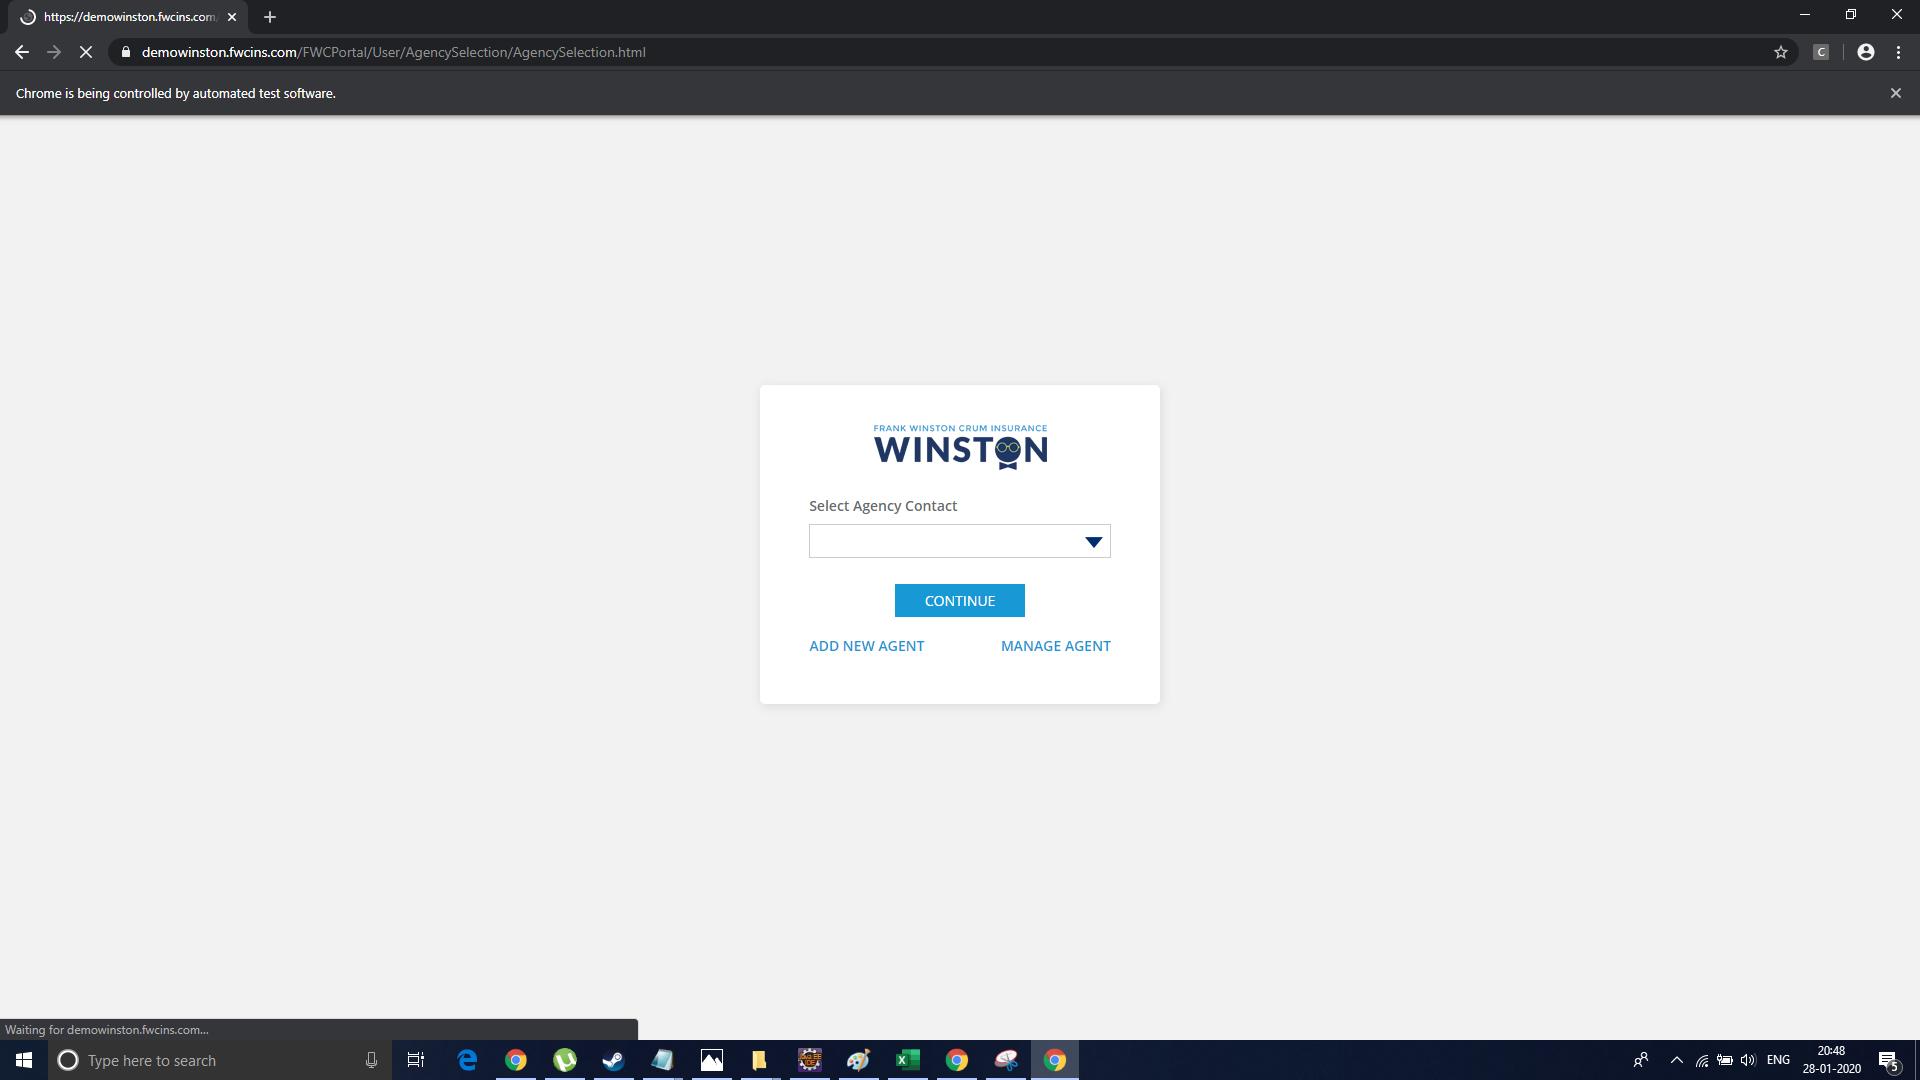 https://demowinston.fwcins.com
demowinston.fwcins.com/FWCPortal/User/AgencySelection/AgencySelection.html
C
Chrome is being controlled by automated test software.
FRANK WINSTON CRUM INSURANCE
WINSTON
Select Agency Contact
CONTINUE
ADD NEW AGENT
MANAGE AGENT
Waiting for demowinston.fwcins.com...
Type here to search
ENG
20:48
28-01-2020
5